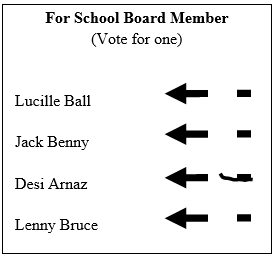 For School Board Member
(Vote for one)
Lucille Ball
Jack Benny
Desi Arnaz
Lenny Bruce